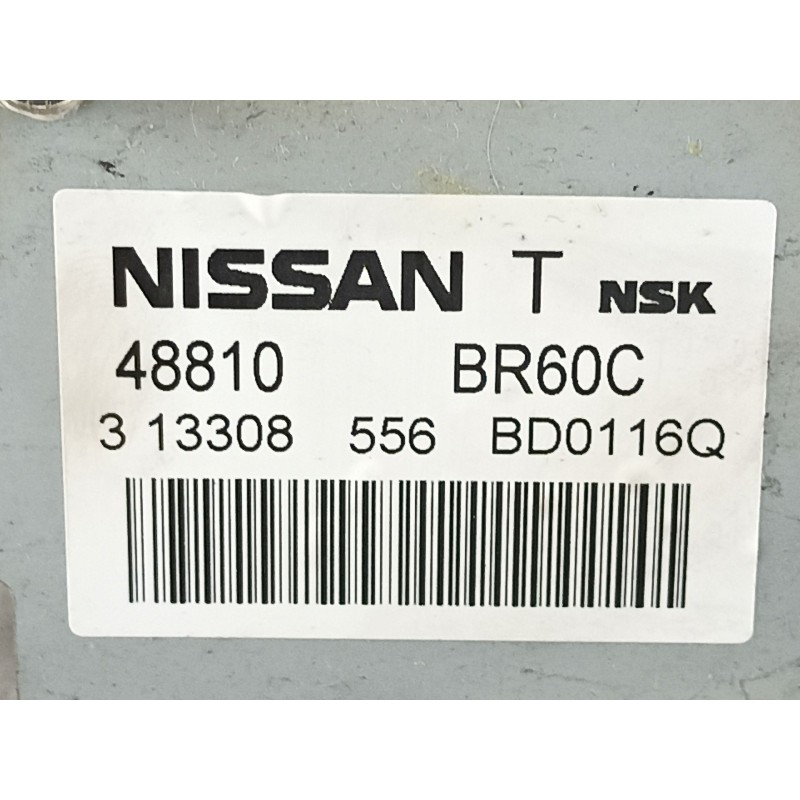 NISSAN T NSK
48810 BR60C
3 13308 556 BD0116Q